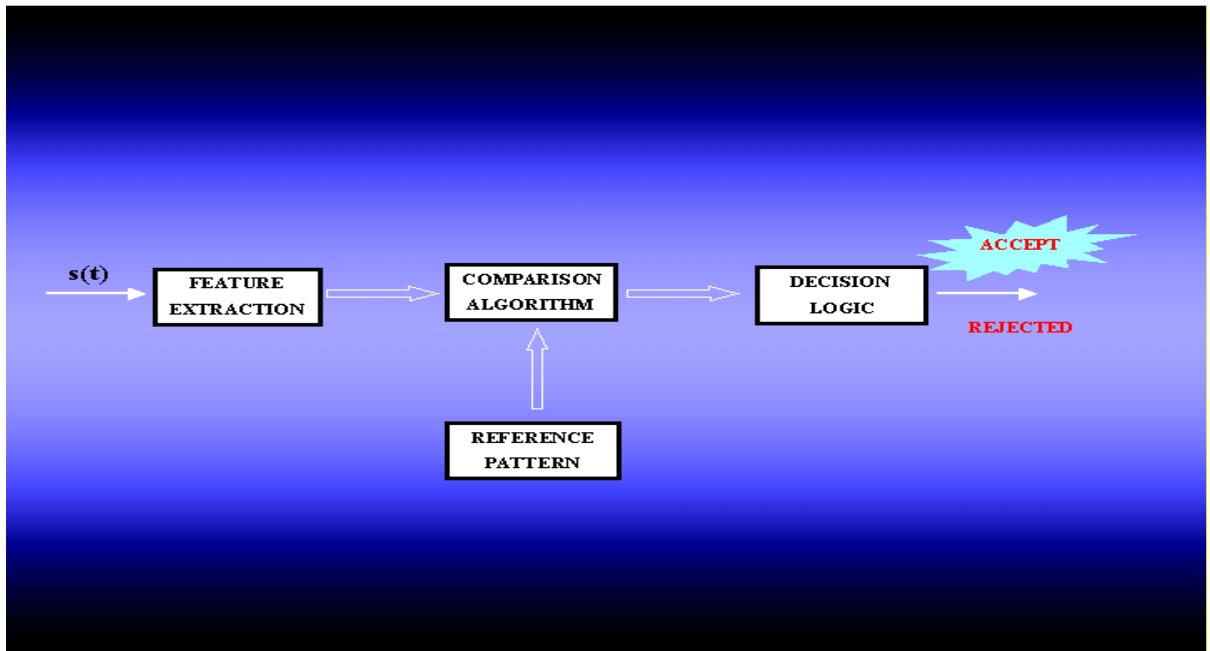 s(t)
FEATURE
EXTRACTION
COMPARISON
ALGORITHM
DECISION
LOGIC
ACCEPT
REJECTED
REFERENCE
PATTERN